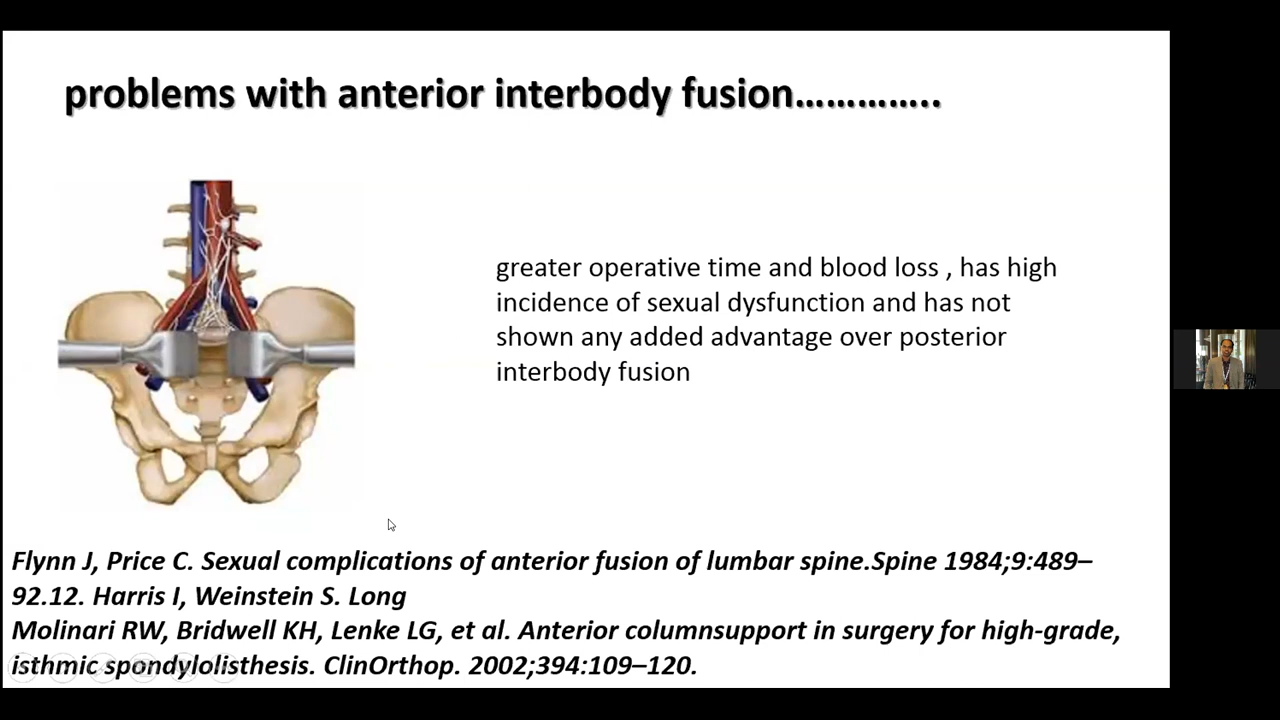 problems with anterior interbody fusion…………..
greater operative time and blood loss , has high
incidence of sexual dysfunction and has not
shown any added advantage over posterior
interbody fusion
Flynn J, Price C. Sexual complications of anterior fusion of lumbar spine.Spine 1984;9:489–
92.12. Harris I, Weinstein S. Long
Molinari RW, Bridwell KH, Lenke LG, et al. Anterior columnsupport in surgery for high-grade,
isthmic spondylolisthesis. ClinOrthop. 2002;394:109–120.